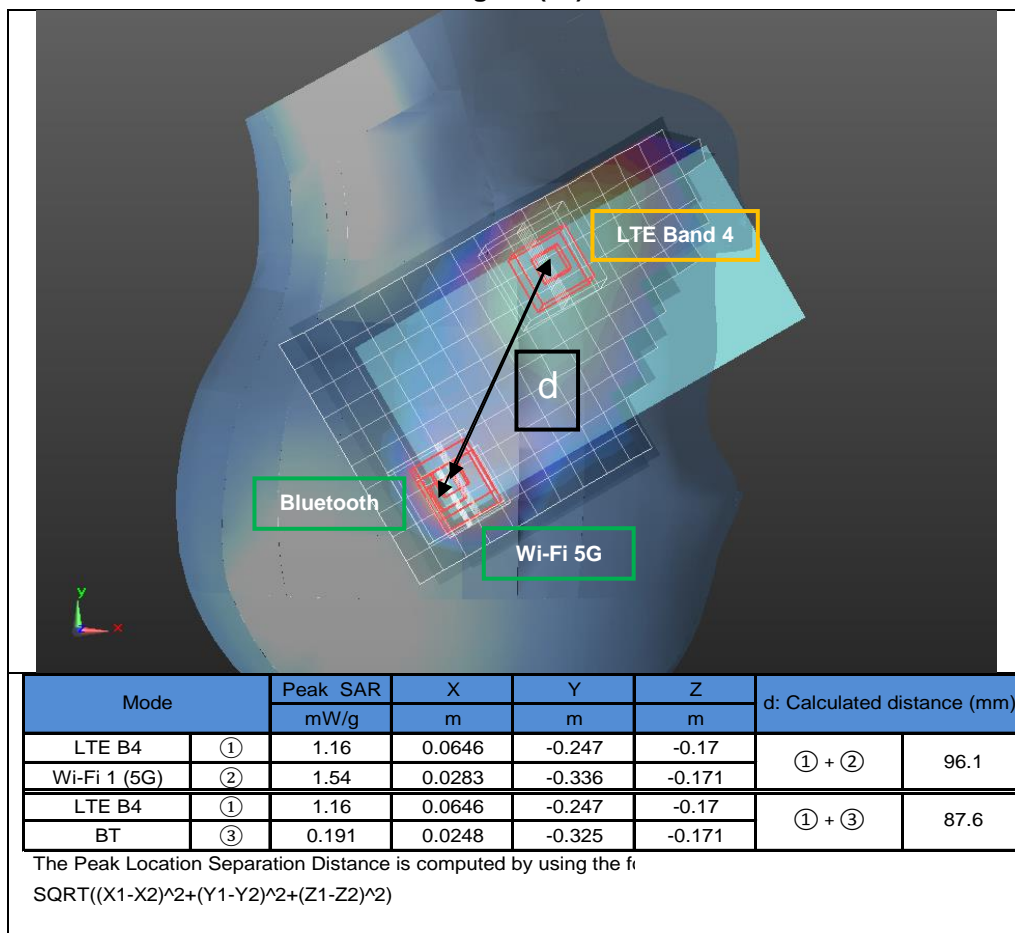 LTE Band 4
d
Bluetooth
Wi-Fi 5G
y
x
Mode Peak SAR X Y Z d: Calculated distance (mm)
mW/g m m m
LTE B4 ① 1.16 0.0646 -0.247 -0.17 ① + ② 96.1
Wi-Fi 1 (5G) ② 1.54 0.0283 -0.336 -0.171
LTE B4 ① 1.16 0.0646 -0.247 -0.17 ① + ③ 87.6
BT ③ 0.191 0.0248 -0.325 -0.171
The Peak Location Separation Distance is computed by using the
SQRT((X1-X2)^2+(Y1-Y2)^2+(Z1-Z2)^2)